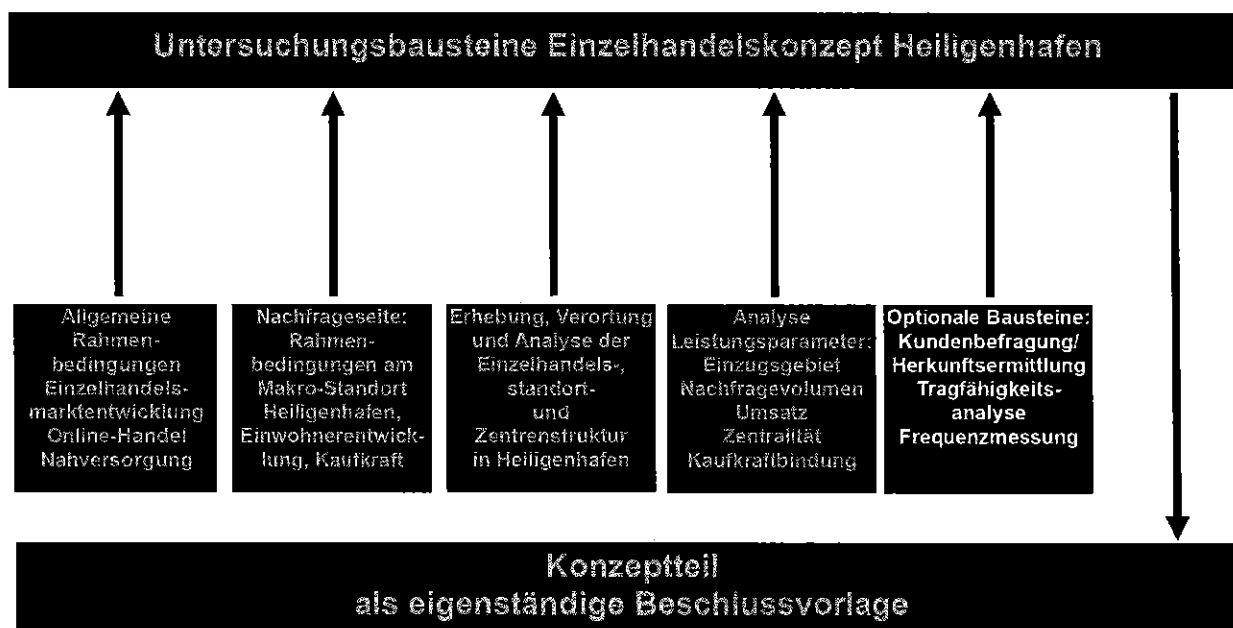 Untersuchungsbausteine Einzelhandelskonzept Heiligenhafen
Allgemeine
Rahmen-
bedingungen
Einzelhandels-
marktentwicklung
Online-Handel
Nahversorgung
Nachfrageseite:
Rahmen-
bedingungen am
Makro-Standort
Heiligenhafen,
Einwohnerentwick-
lung, Kaufkraft
Erhebung, Verortung
und Analyse der
Einzelhandels-,
standort-
und
Zentrenstruktur
in Heiligenhafen
Analyse
Leistungsparameter:
Einzugsgebiet
Nachfragevolumen
Umsatz
Zentralität
Kaufkraftbindung
Optionale Bausteine:
Kundenbefragung/
Herkunftsermittlung
Tragfähigkeits-
analyse
Frequenzmessung
Konzeptteil
als eigenständige Beschlussvorlage